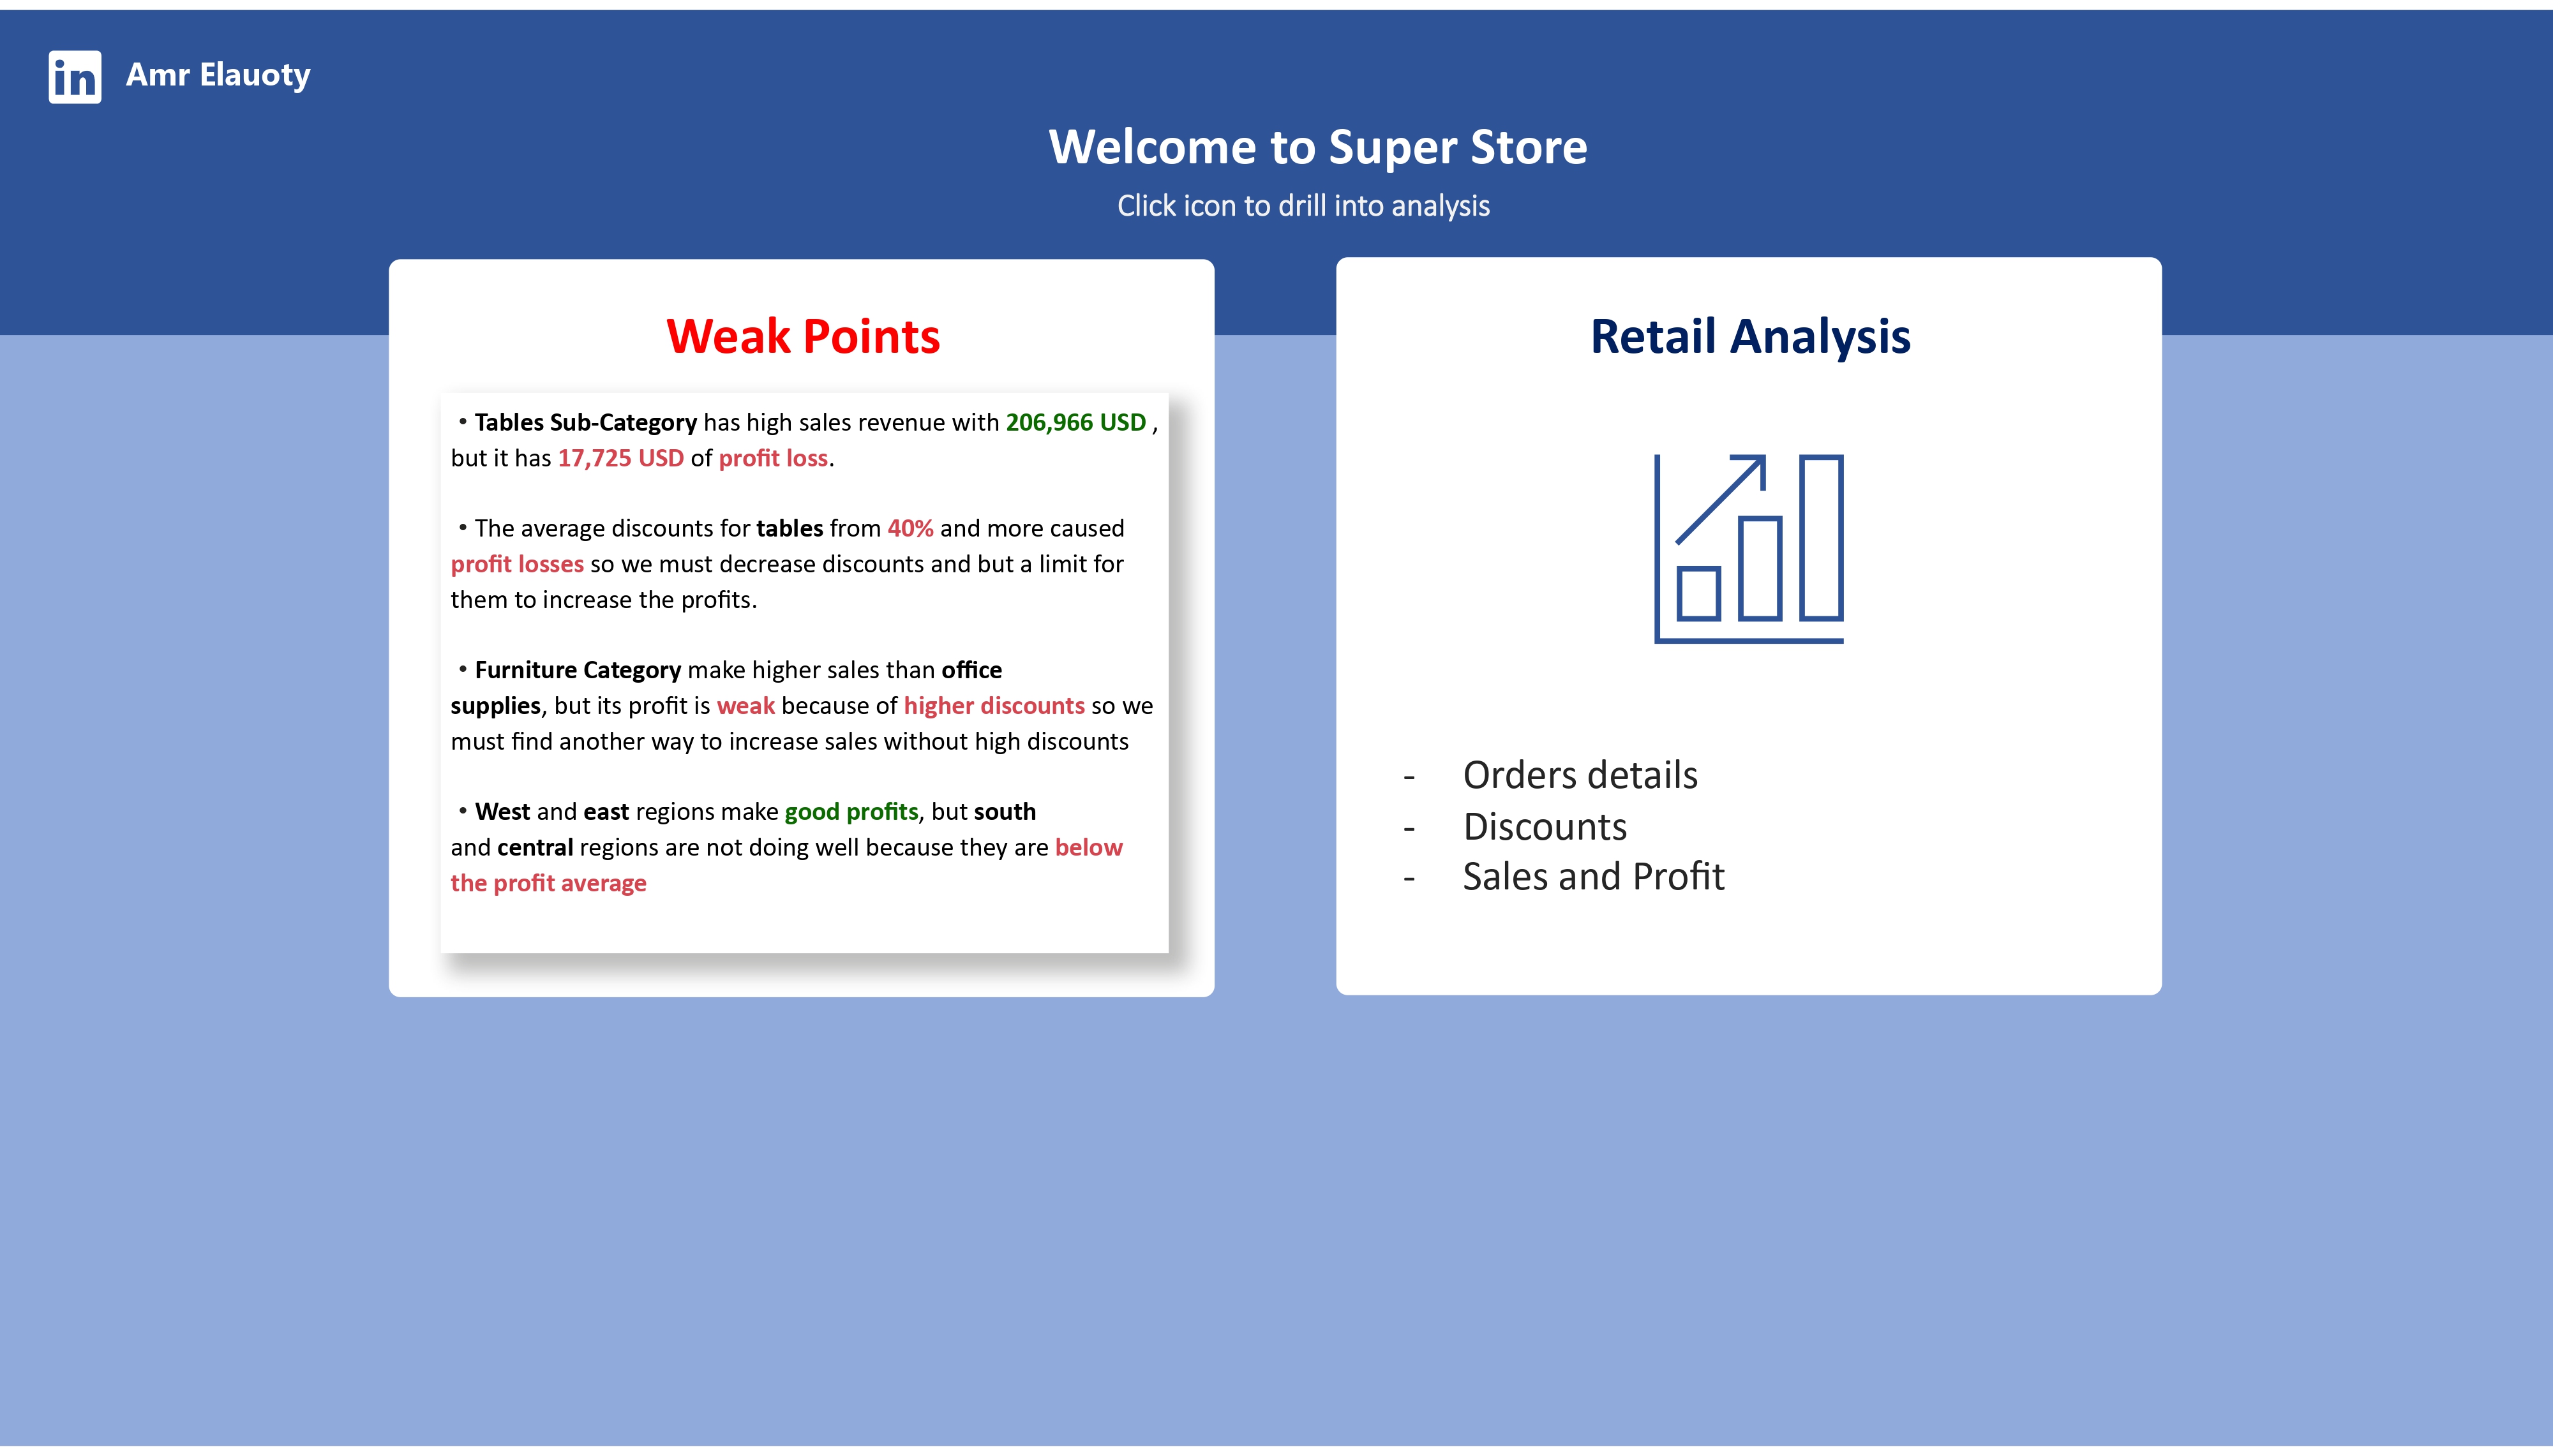 in Amr Elauoty
Welcome to Super Store
Click icon to drill into analysis
Weak Points
• Tables Sub-Category has high sales revenue with 206,966 USD ,
but it has 17,725 USD of profit loss.
• The average discounts for tables from 40% and more caused
profit losses so we must decrease discounts and but a limit for
them to increase the profits.
• Furniture Category make higher sales than office
supplies, but its profit is weak because of higher discounts so we
must find another way to increase sales without high discounts
• West and east regions make good profits, but south
and central regions are not doing well because they are below
the profit average
Retail Analysis
- Orders details
- Discounts
- Sales and Profit